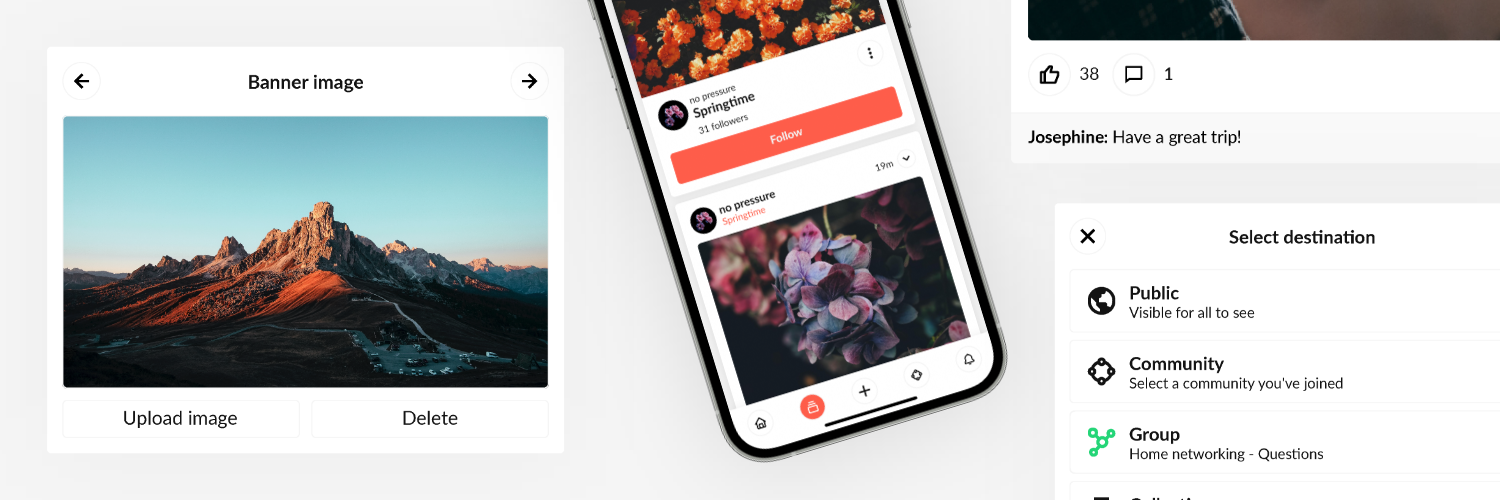 Banner image
Upload image
Delete
no pressure
Springtime
31 followers
Follow
19m
no pressure
Springtime
38
1
Josephine: Have a great trip!
Select destination
Public
Visible for all to see
Community
Select a community you've joined
Group
Home networking - Questions